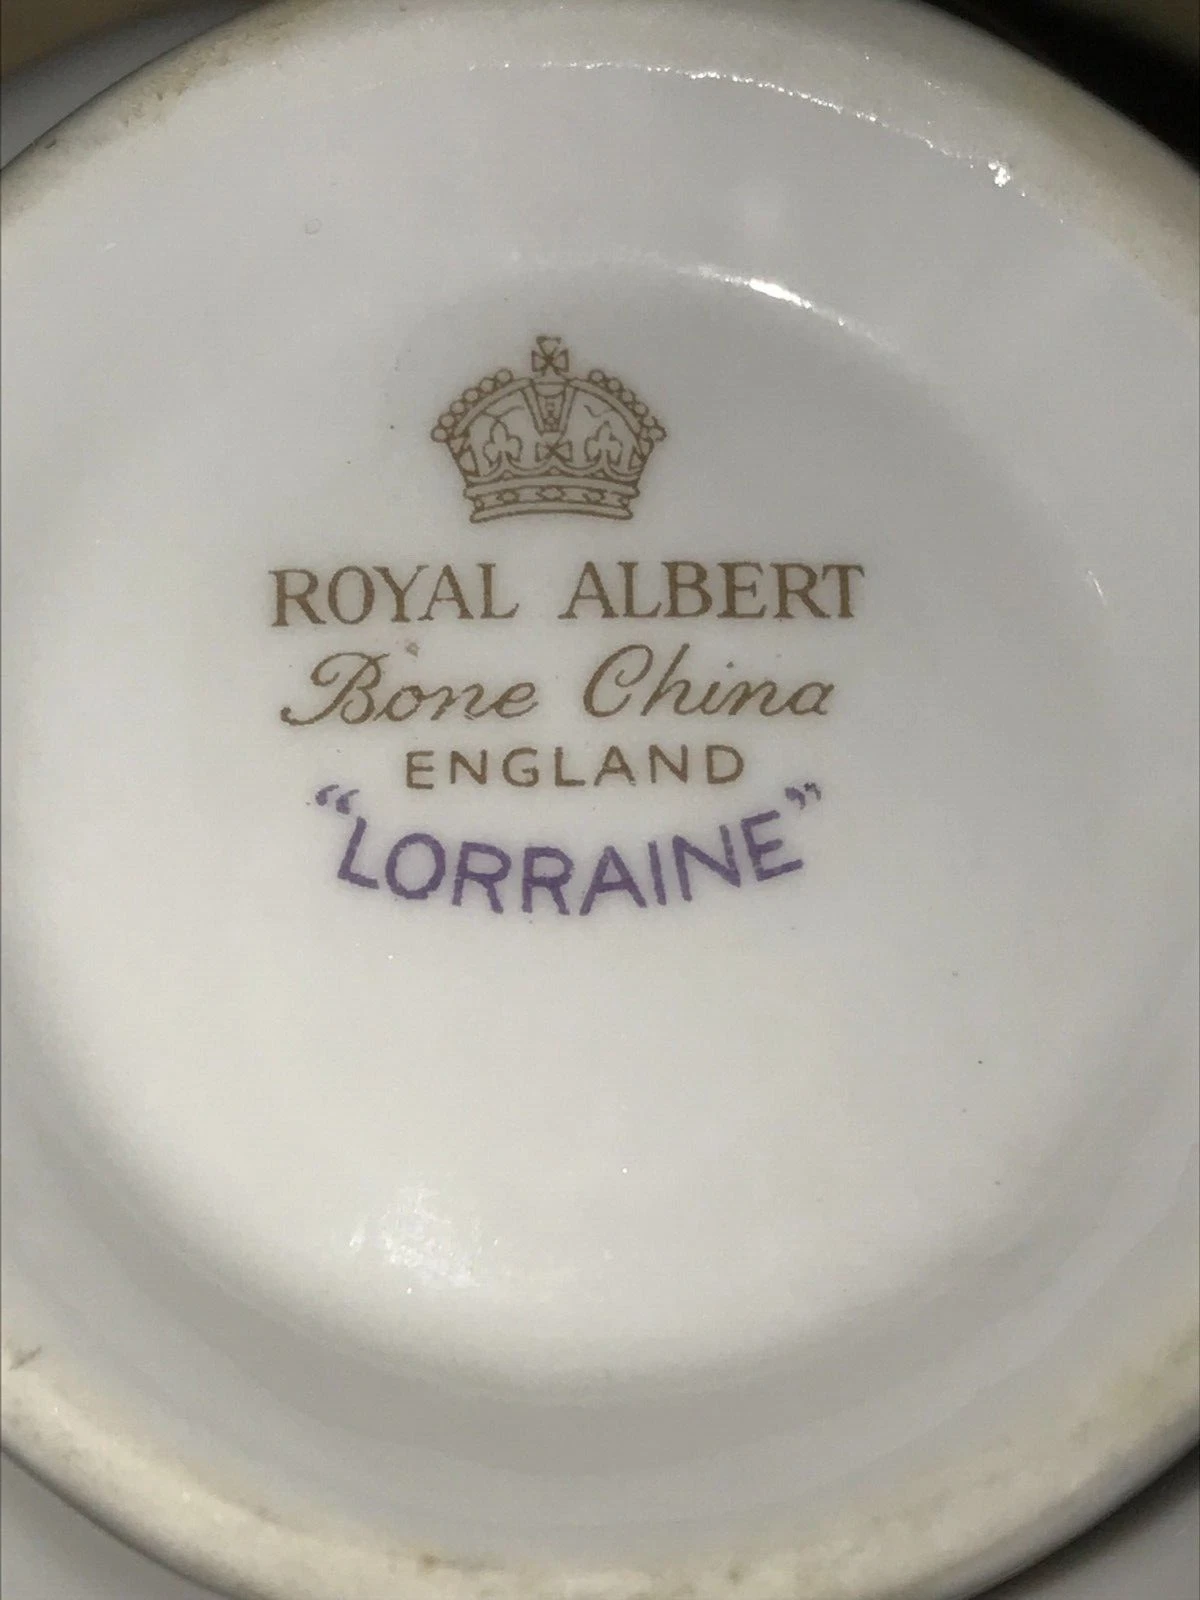 ROYAL ALBERT
Bone China
ENGLAND
“LORRAINE”